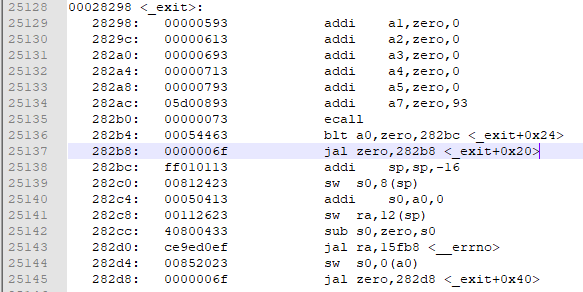 25128 00028298 <_exit>:
25129 28298: 00000593 addi a1,zero,0
25130 2829c: 00000613 addi a2,zero,0
25131 282a0: 00000693 addi a3,zero,0
25132 282a4: 00000713 addi a4,zero,0
25133 282a8: 00000793 addi a5,zero,0
25134 282ac: 05d00893 addi a7,zero,93
25135 282b0: 00000073 ecall
25136 282b4: 00054463 blt a0,zero,282bc <_exit+0x24>
25137 282b8: 0000006f jal zero,282b8 <_exit+0x20>
25138 282bc: ff010113 addi sp,sp,-16
25139 282c0: 00812423 sw s0,8(sp)
25140 282c4: 00050413 addi s0,a0,0
25141 282c8: 00112623 sw ra,12(sp)
25142 282cc: 40800433 sub s0,zero,s0
25143 282d0: ce9ed0ef jal ra,15fb8 <__errno>
25144 282d4: 00852023 sw s0,0(a0)
25145 282d8: 0000006f jal zero,282d8 <_exit+0x40>